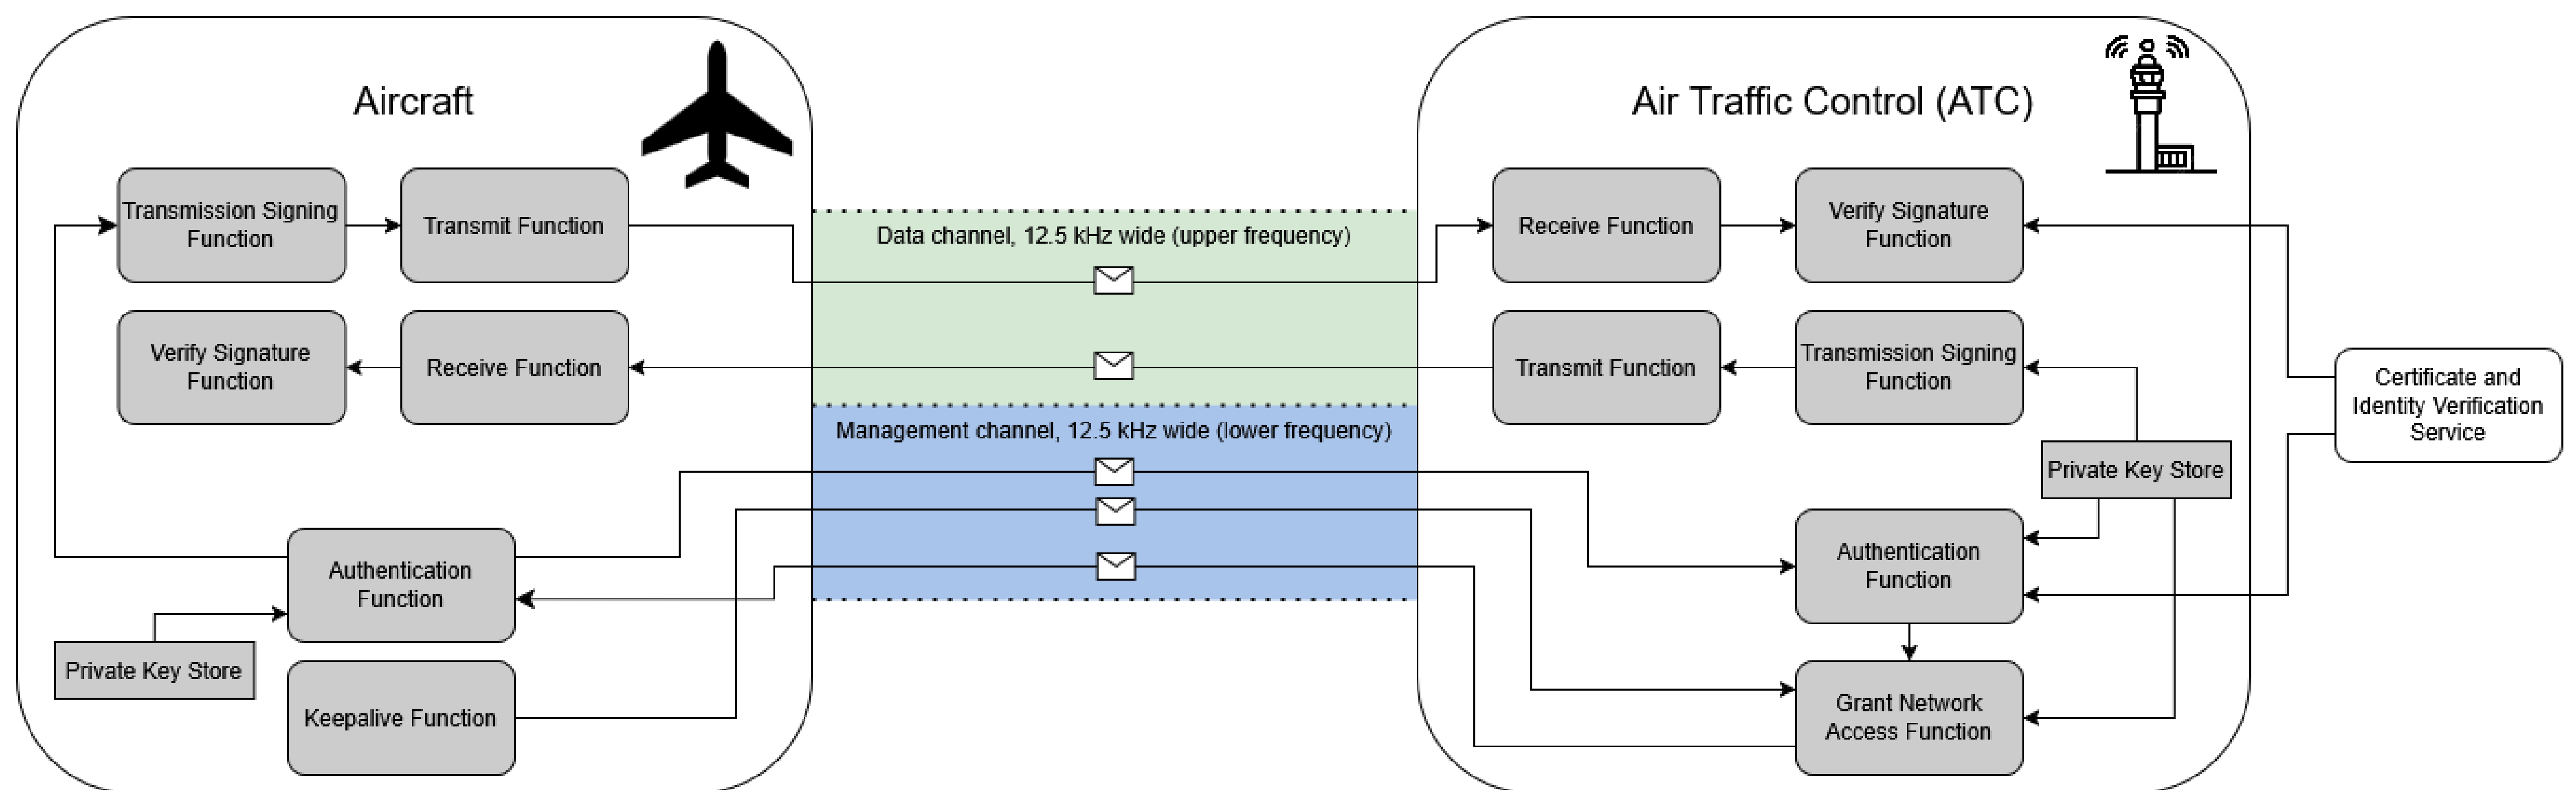 Aircraft
Transmission Signing
Function
Transmit Function
Verify Signature
Function
Receive Function
Authentication
Function
Private Key Store
Keepalive Function
Data channel, 12.5 kHz wide (upper frequency)
Management channel, 12.5 kHz wide (lower frequency)
Air Traffic Control (ATC)
Receive Function
Verify Signature
Function
Transmit Function
Transmission Signing
Function
Private Key Store
Authentication
Function
Grant Network
Access Function
Certificate and
Identity Verification
Service